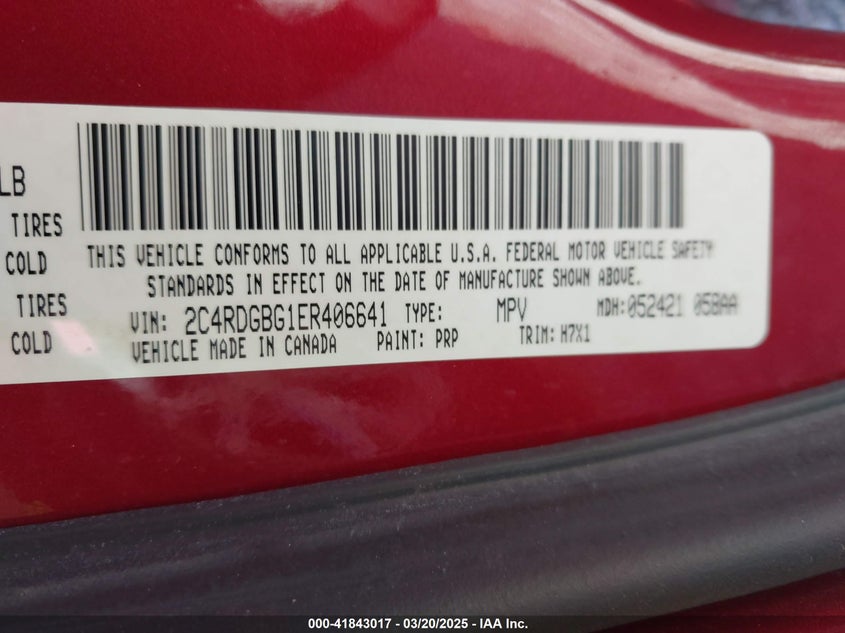 LB
TIRES
COLD
TIRES
COLD
THIS VEHICLE CONFORMS TO ALL APPLICABLE U.S.A. FEDERAL MOTOR VEHICLE SAFETY
STANDARDS IN EFFECT ON THE DATE OF MANUFACTURE SHOWN ABOVE.
VIN: 2C4RDGBG1ER406641 TYPE: MPV MDH:052421 05BAA
VEHICLE MADE IN CANADA PAINT: PRP TRIM: H7X1
000-41843017 — 03/20/2025 — IAA Inc.